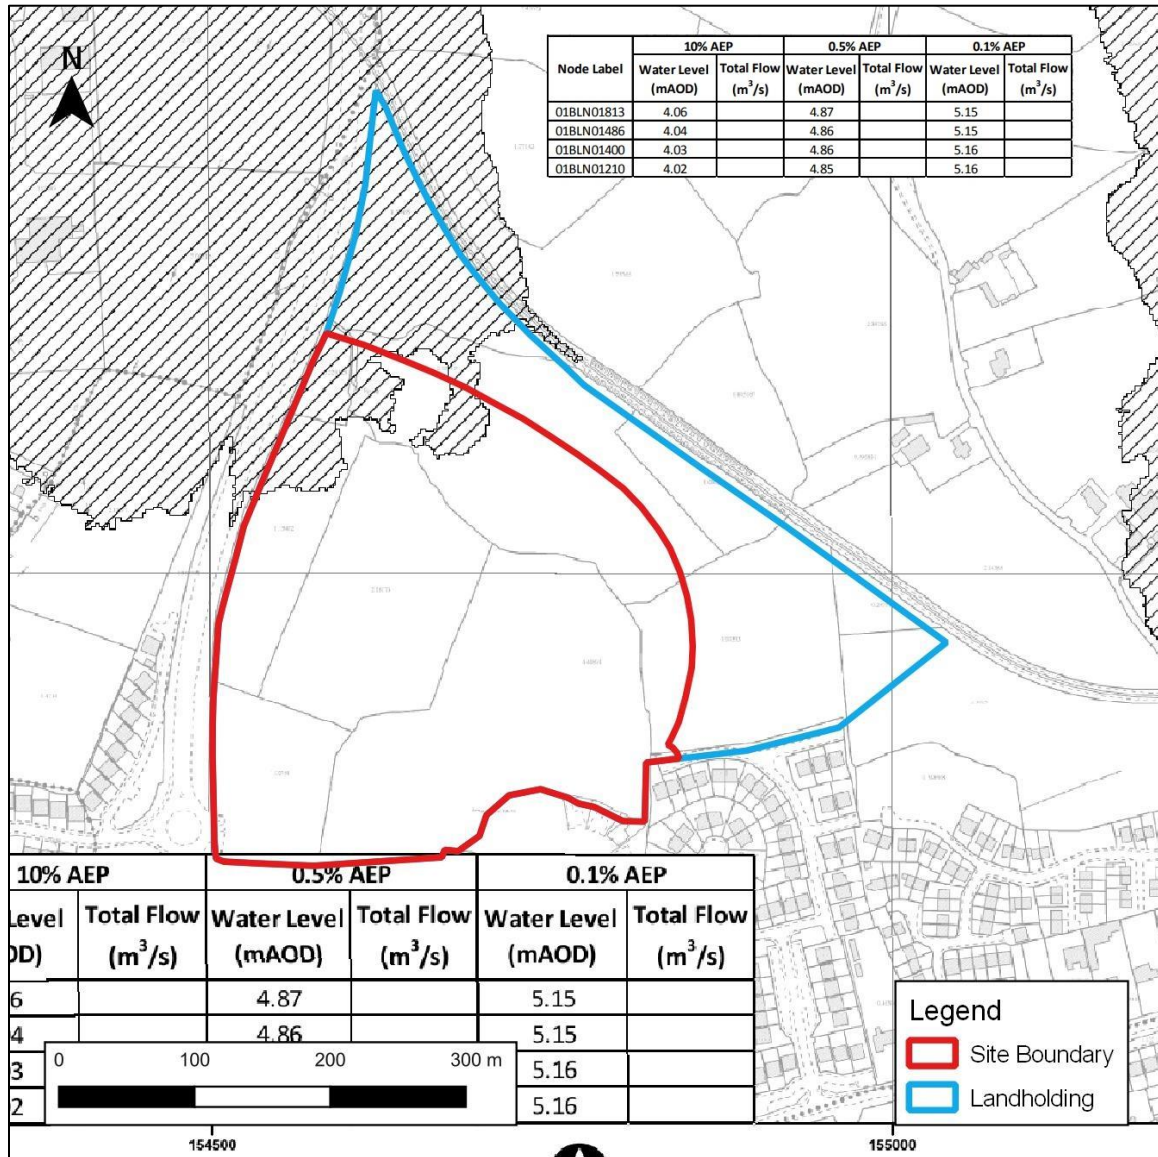 N
10% AEP 0.5% AEP 0.1% AEP
Node Label Water Level (mAOD) Total Flow (m³/s) Water Level (mAOD) Total Flow (m³/s) Water Level (mAOD) Total Flow (m³/s)
01BLN01813 4.06 4.87 5.15
01BLN01486 4.04 4.86 5.15
01BLN01400 4.03 4.86 5.16
01BLN01210 4.02 4.85 5.16
10% AEP 0.5% AEP 0.1% AEP
Level Total Flow Water Level Total Flow Water Level Total Flow
OD) (m³/s) (mAOD) (m³/s) (mAOD) (m³/s)
6 4.87 5.15
4 4.86 5.15
3 5.16
2 5.16
0 100 200 300 m
Legend
Site Boundary
Landholding
154500 155000